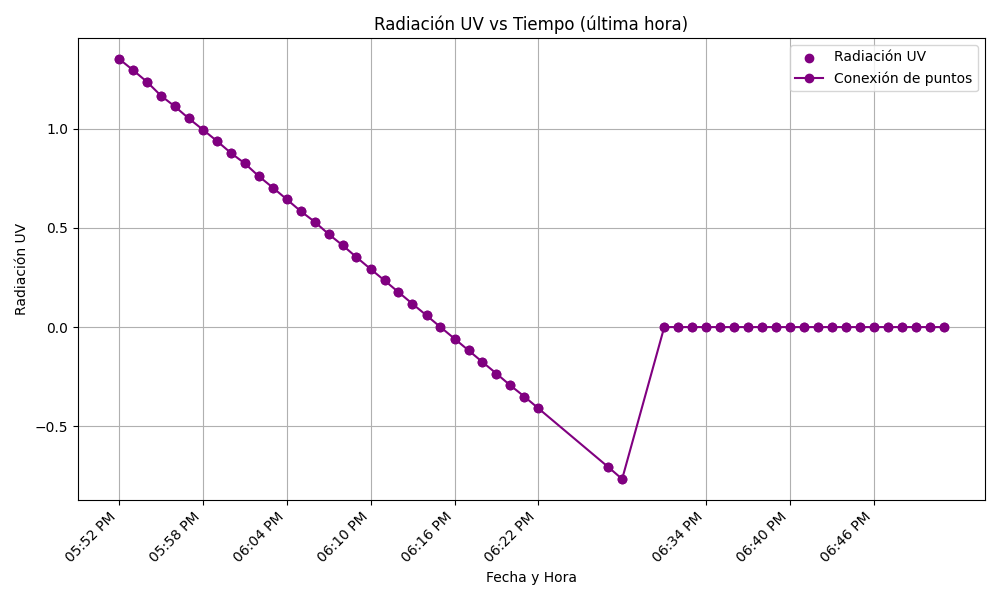 Radiación UV vs Tiempo (última hora)
Radiación UV
Conexión de puntos
Radiación UV
1.0
0.5
0.0
−0.5
05:52 PM
05:58 PM
06:04 PM
06:10 PM
06:16 PM
06:22 PM
06:34 PM
06:40 PM
06:46 PM
Fecha y Hora